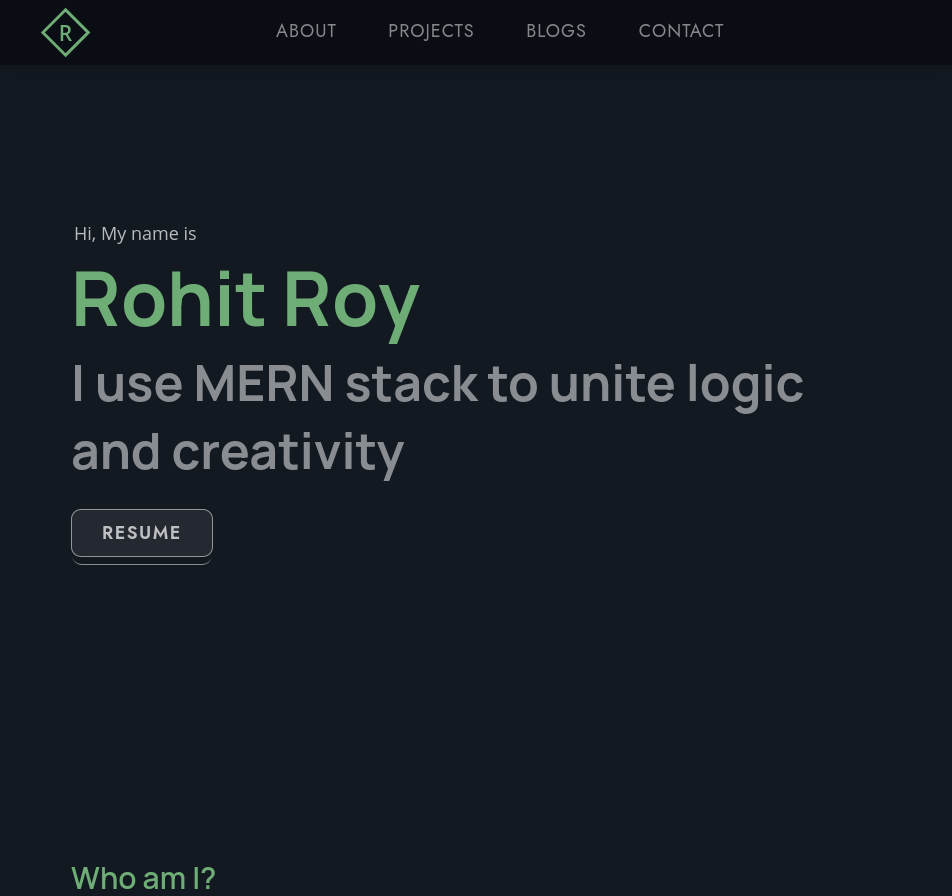 R
ABOUT PROJECTS BLOGS CONTACT
Hi, My name is
Rohit Roy
I use MERN stack to unite logic
and creativity
RESUME
Who am I?